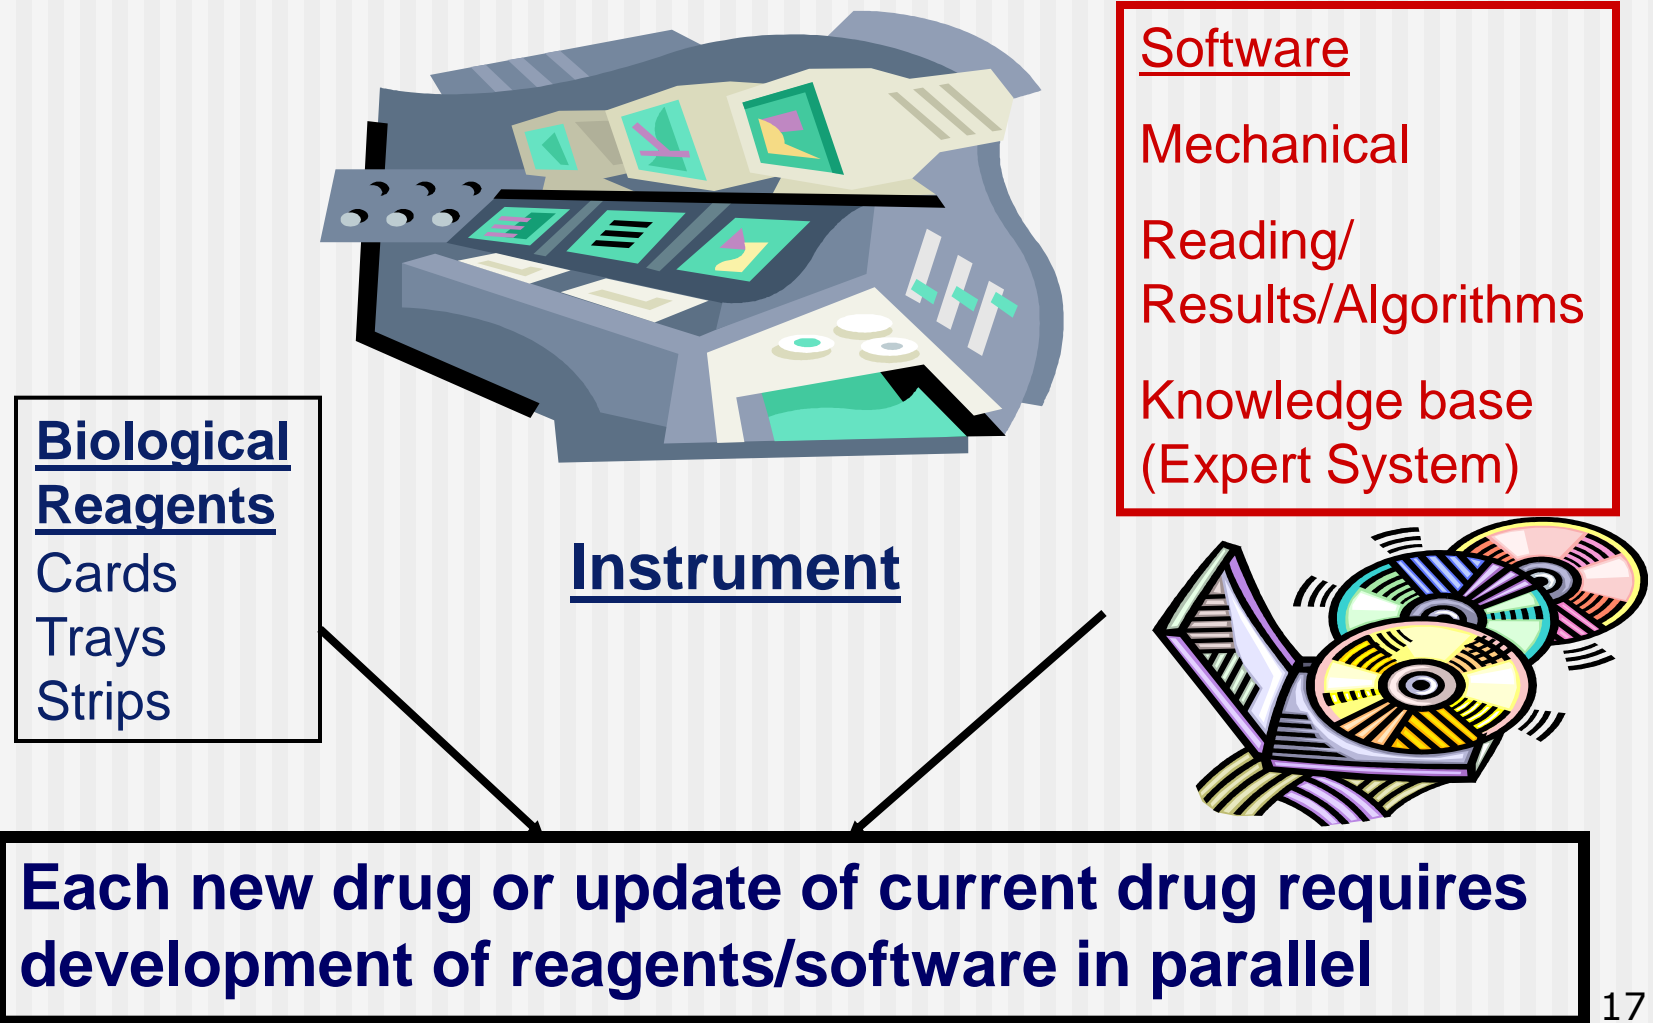 Software
Mechanical
Reading/
Results/Algorithms
Knowledge base
(Expert System)
Biological
Reagents
Cards
Trays
Strips
Instrument
Each new drug or update of current drug requires
development of reagents/software in parallel
17